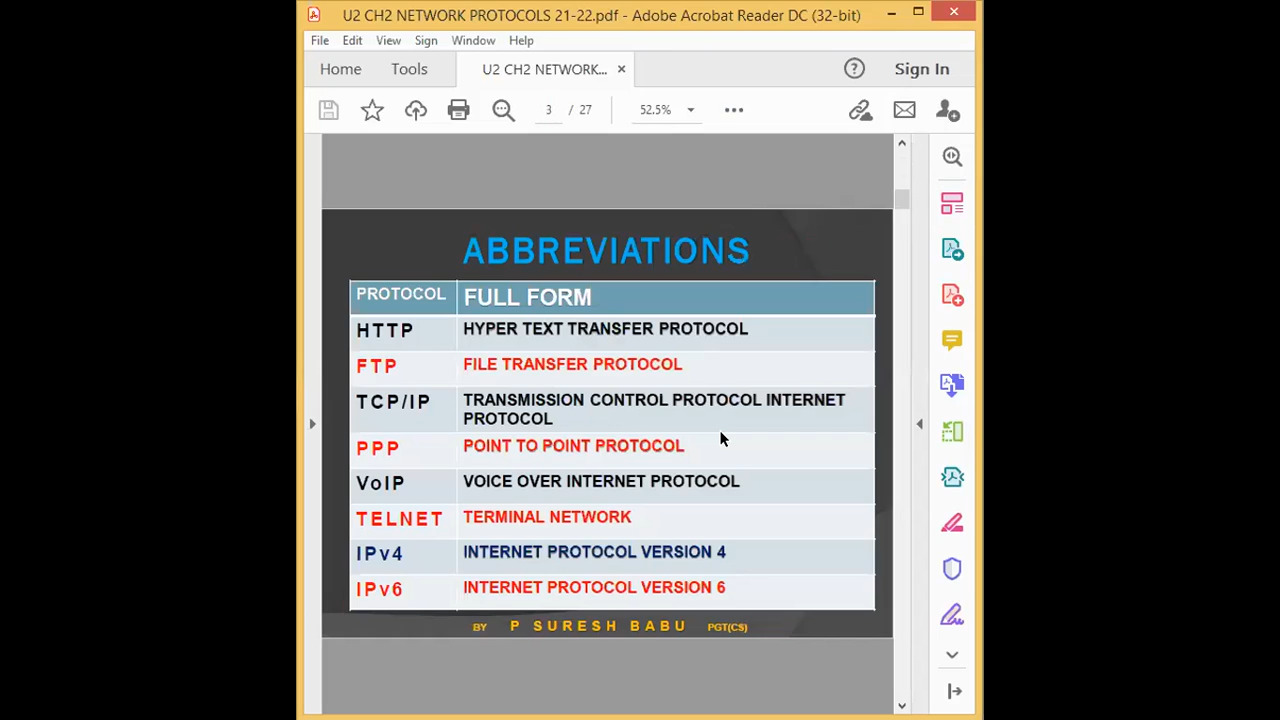 U2 CH2 NETWORK PROTOCOLS 21-22.pdf - Adobe Acrobat Reader DC (32-bit)
File Edit View Sign Window Help
Home Tools U2 CH2 NETWORK... × ? Sign In
3 / 27 52.5%
ABBREVIATIONS
PROTOCOL FULL FORM
HTTP HYPER TEXT TRANSFER PROTOCOL
FTP FILE TRANSFER PROTOCOL
TCP/IP TRANSMISSION CONTROL PROTOCOL INTERNET
PROTOCOL
PPP POINT TO POINT PROTOCOL
VoIP VOICE OVER INTERNET PROTOCOL
TELNET TERMINAL NETWORK
IPv4 INTERNET PROTOCOL VERSION 4
IPv6 INTERNET PROTOCOL VERSION 6
BY P SURESH BABU PGT(CS)